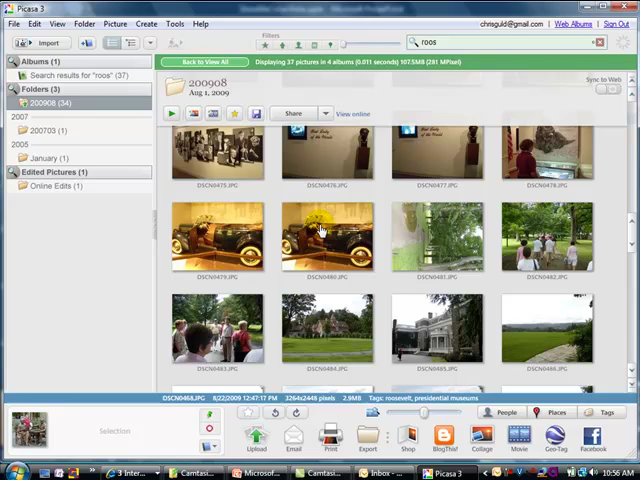 Picasa 3
File Edit View Folder Picture Create Tools Help
chrisguld@gmail.com Web Albums Sign Out
Import
roos
Albums (1)
Search results for "roos" (37)
Folders (3)
200908 (34)
2007
200703 (1)
2005
January (1)
Edited Pictures (1)
Online Edits (1)
Back to View All Displaying 37 pictures in 4 albums (0.011 seconds) 107.5MB (281 MPixel)
200908
Aug 1, 2009
Sync to Web
Share View online
DSCN0475.JPG DSCN0476.JPG DSCN0477.JPG DSCN0478.JPG
DSCN0479.JPG DSCN0480.JPG DSCN0481.JPG DSCN0482.JPG
DSCN0483.JPG DSCN0484.JPG DSCN0485.JPG DSCN0486.JPG
DSCN0468.JPG 8/22/2009 12:47:17 PM 3264x2448 pixels 2.9MB Tags: roosevelt, presidential museums
Selection
People Places Tags
Upload Email Print Export Shop BlogThis! Collage Movie Geo-Tag Facebook
3 Inter... Camtasi... Microsof... Camtasi... Inbox - ... Picasa 3 10:56 AM